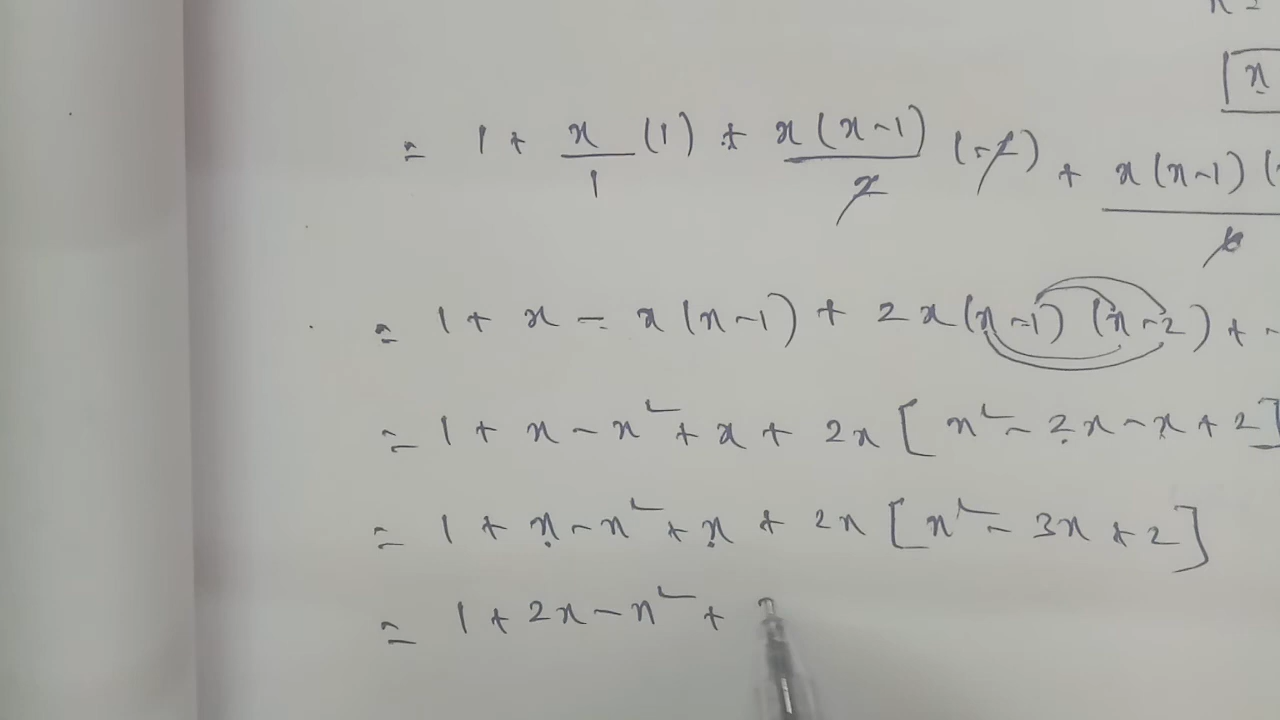 x =
x
= 1 + x/1 (1) + x(x-1)/2 (-2) + x(x-1)(
/6
= 1 + x - x(x-1) + 2x(x-1)(x-2) + -
= 1 + x - x² + x + 2x [x² - 2x - x + 2]
= 1 + x - x² + x + 2x [x² - 3x + 2]
= 1 + 2x - x² +